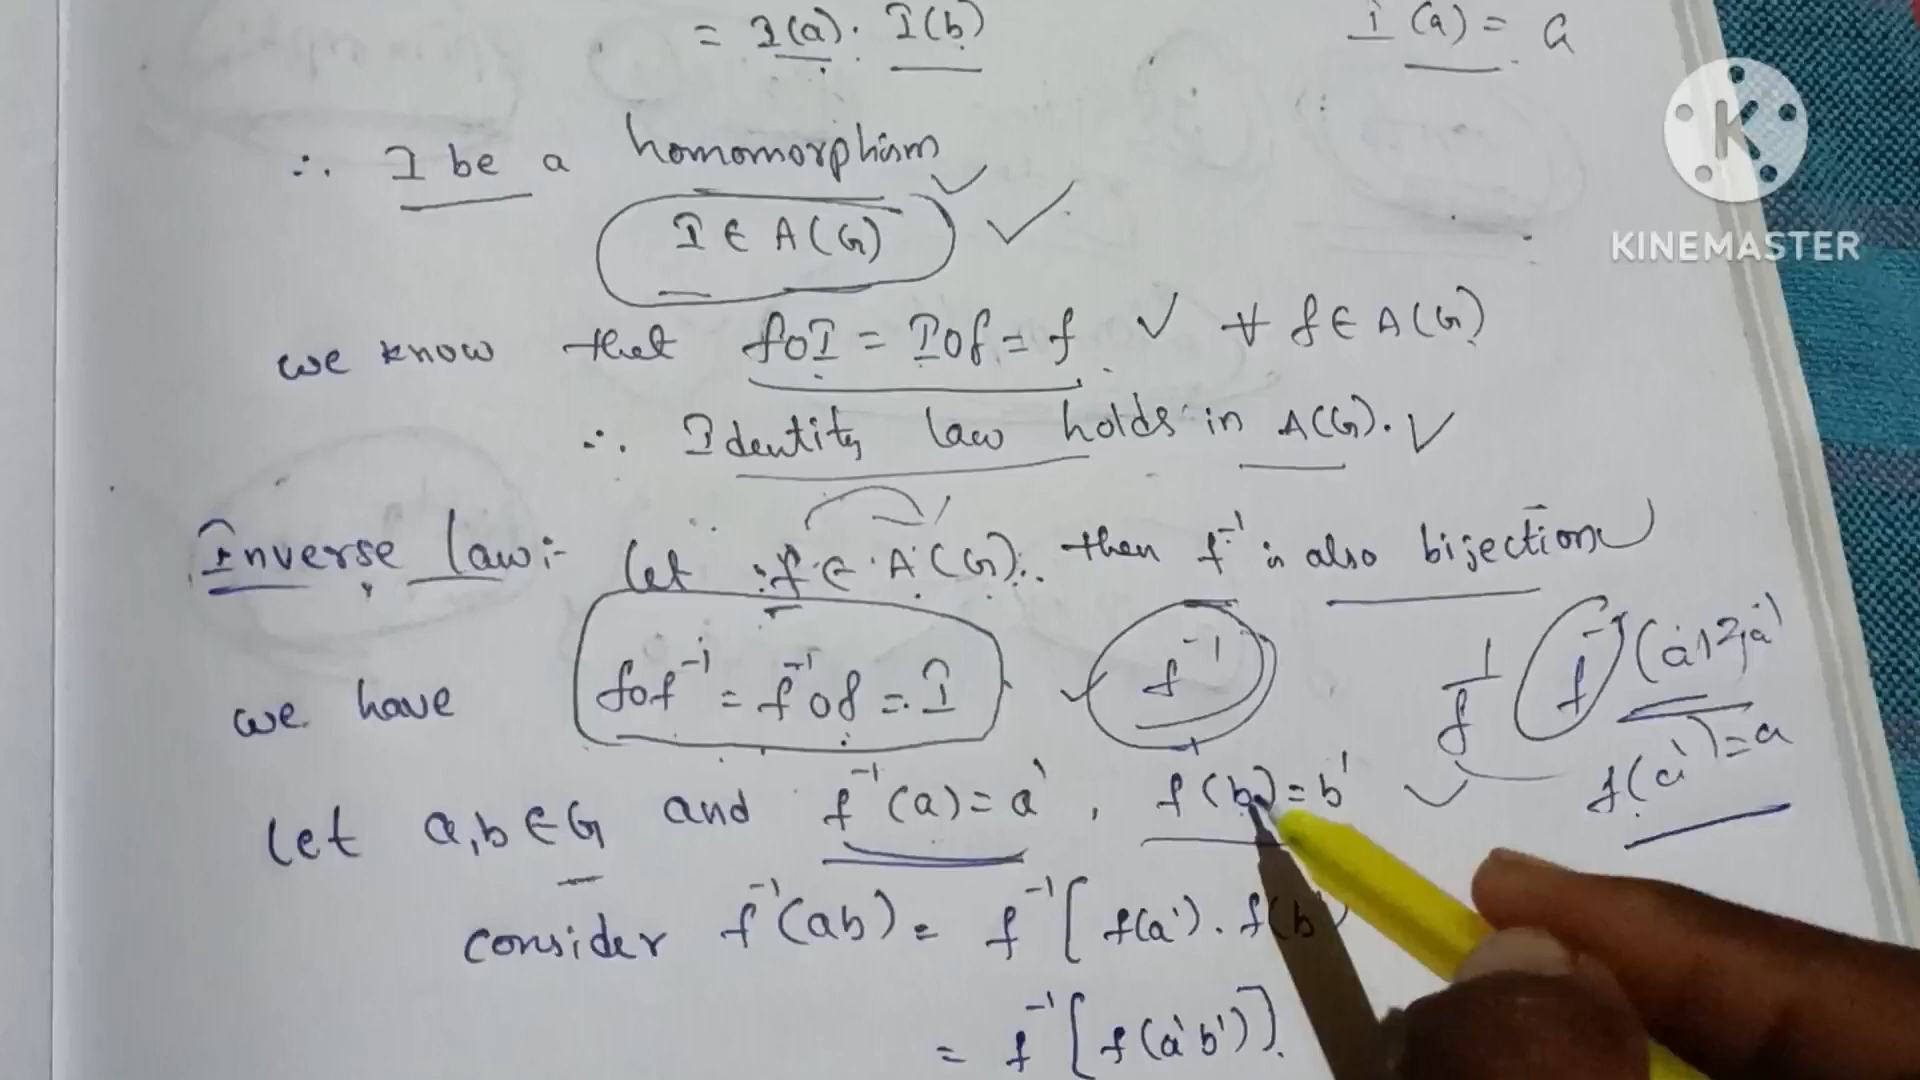 = I(a). I(b)
I(a) = a
KINEMASTER
∴ I be a homomorphism
I ∈ A(G)
we know that foI = Iof = f ∀ f ∈ A(G)
∴ Identity law holds in A(G).
Inverse law:- let f ∈ A(G). then f⁻¹ is also bijection
we have fof⁻¹ = f⁻¹of = I f⁻¹
1/f f⁻¹
f(a') = a
let a,b ∈ G and f⁻¹(a) = a', f(b) = b'
consider f⁻¹(ab) = f⁻¹[f(a'). f(b'
= f⁻¹[f(a'b')].